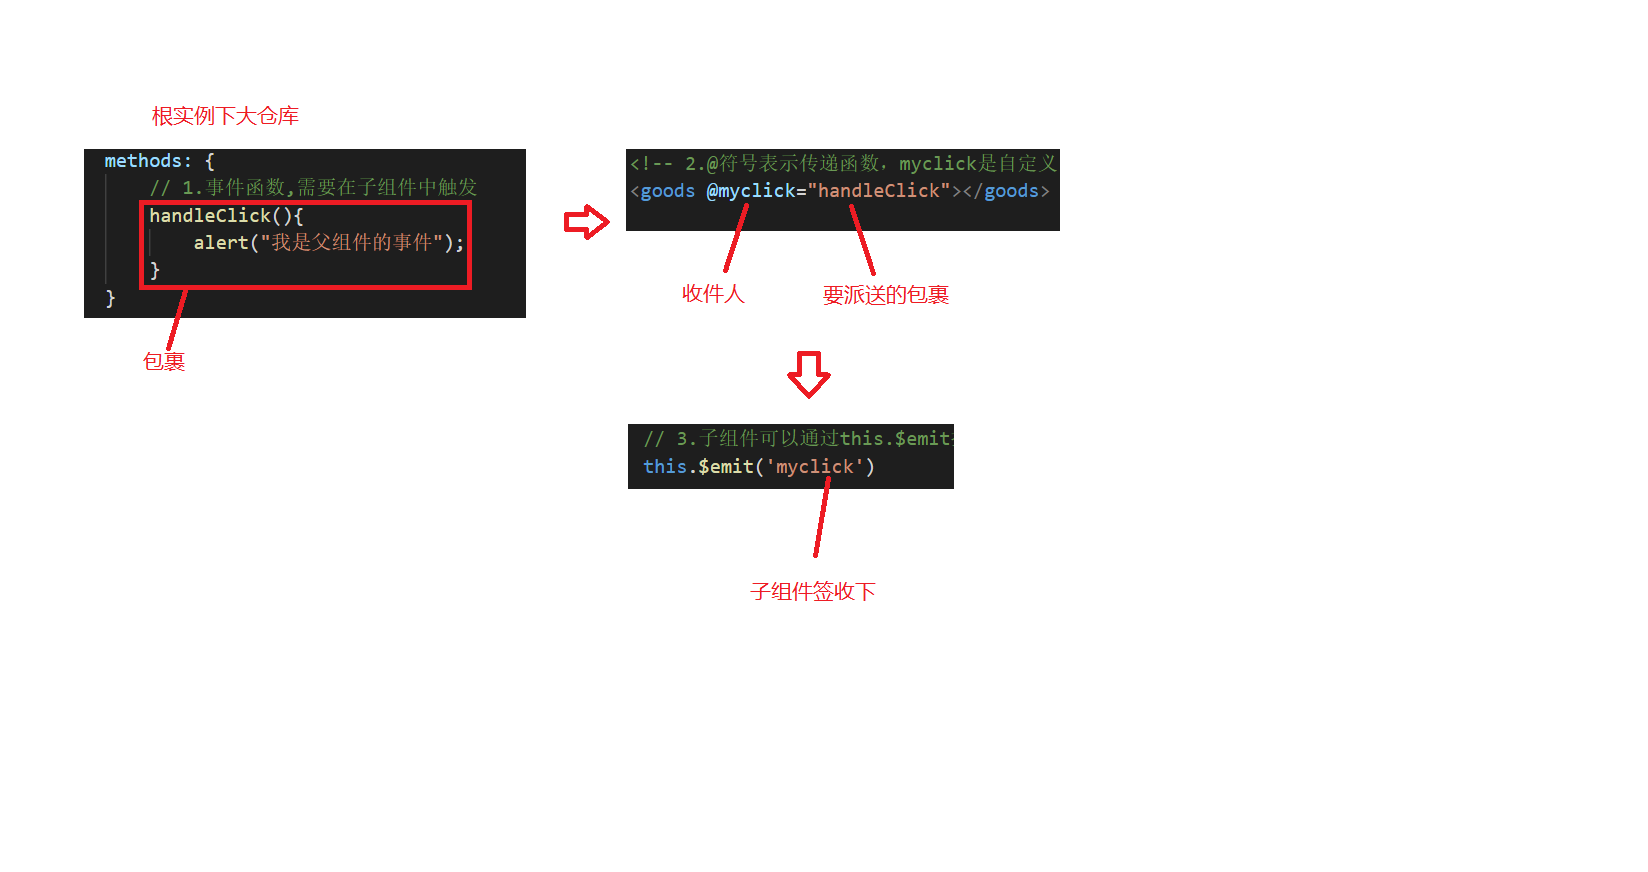 根实例下大仓库
methods: {
// 1.事件函数,需要在子组件中触发
handleClick(){
alert("我是父组件的事件");
}
}
包裹
<!-- 2.@符号表示传递函数，myclick是自定义
<goods @myclick="handleClick"></goods>
收件人
要派送的包裹
// 3.子组件可以通过this.$emit
this.$emit('myclick')
子组件签收下